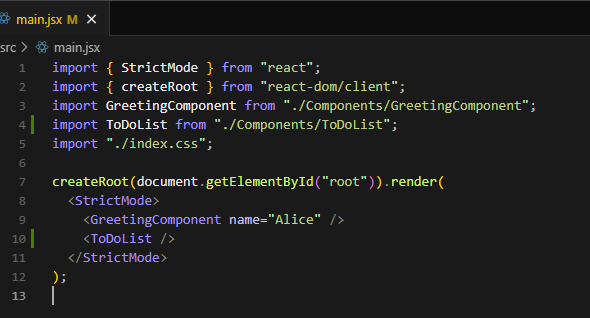 main.jsx M
src > main.jsx
1 import { StrictMode } from "react";
2 import { createRoot } from "react-dom/client";
3 import GreetingComponent from "./Components/GreetingComponent";
4 import ToDoList from "./Components/ToDoList";
5 import "./index.css";
6
7 createRoot(document.getElementById("root")).render(
8   <StrictMode>
9     <GreetingComponent name="Alice" />
10     <ToDoList />
11   </StrictMode>
12 );
13